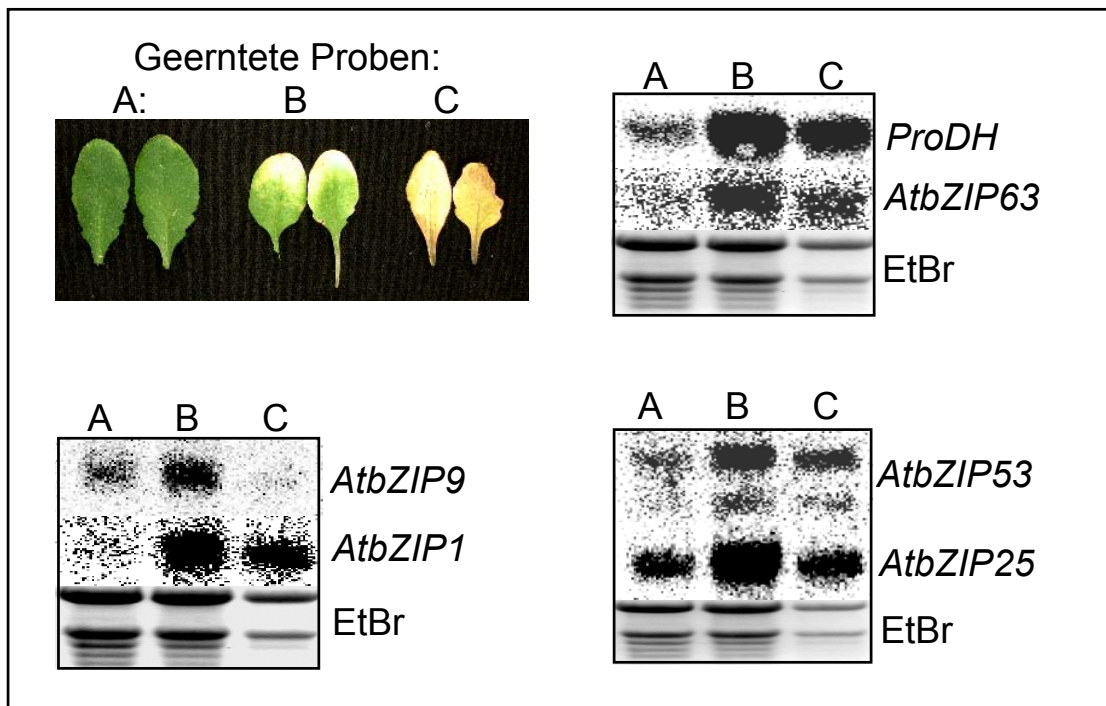 Geerntete Proben:
A: B C
A B C
ProDH
AtbZIP63
EtBr
A B C
AtbZIP9
AtbZIP1
EtBr
A B C
AtbZIP53
AtbZIP25
EtBr